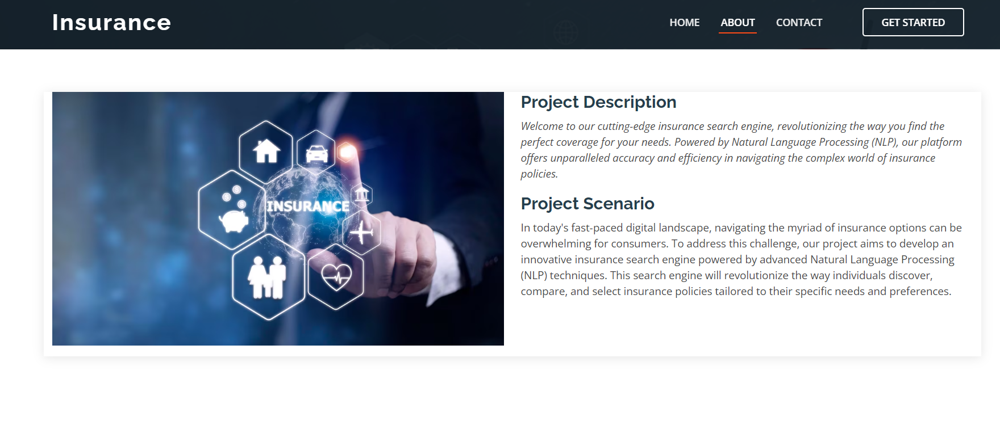 Insurance
HOME
ABOUT
CONTACT
GET STARTED
INSURANCE
Project Description
Welcome to our cutting-edge insurance search engine, revolutionizing the way you find the
perfect coverage for your needs. Powered by Natural Language Processing (NLP), our platform
offers unparalleled accuracy and efficiency in navigating the complex world of insurance
policies.
Project Scenario
In today's fast-paced digital landscape, navigating the myriad of insurance options can be
overwhelming for consumers. To address this challenge, our project aims to develop an
innovative insurance search engine powered by advanced Natural Language Processing
(NLP) techniques. This search engine will revolutionize the way individuals discover,
compare, and select insurance policies tailored to their specific needs and preferences.